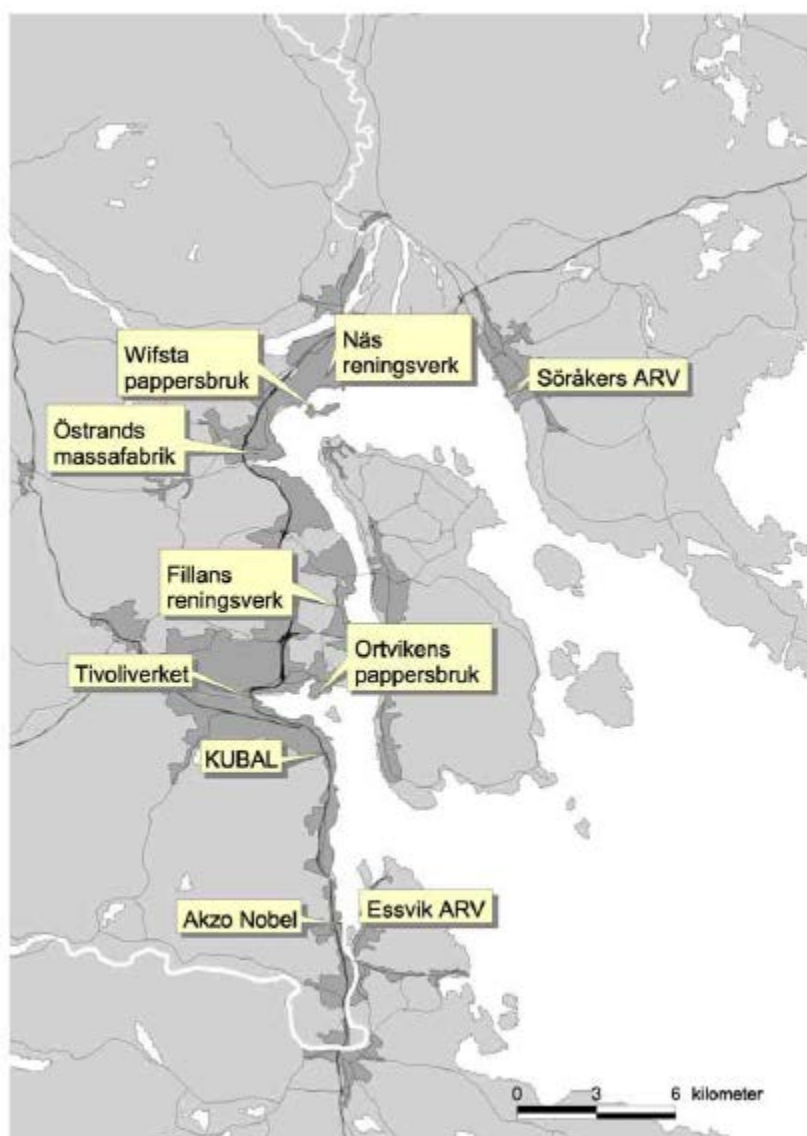 Wifsta
pappersbruk
Näs
reningsverk
Söråkers ARV
Östrands
massafabrik
Fillans
reningsverk
Ortvikens
pappersbruk
Tivoliverket
KUBAL
Akzo Nobel
Essvik ARV
0 3 6 kilometer